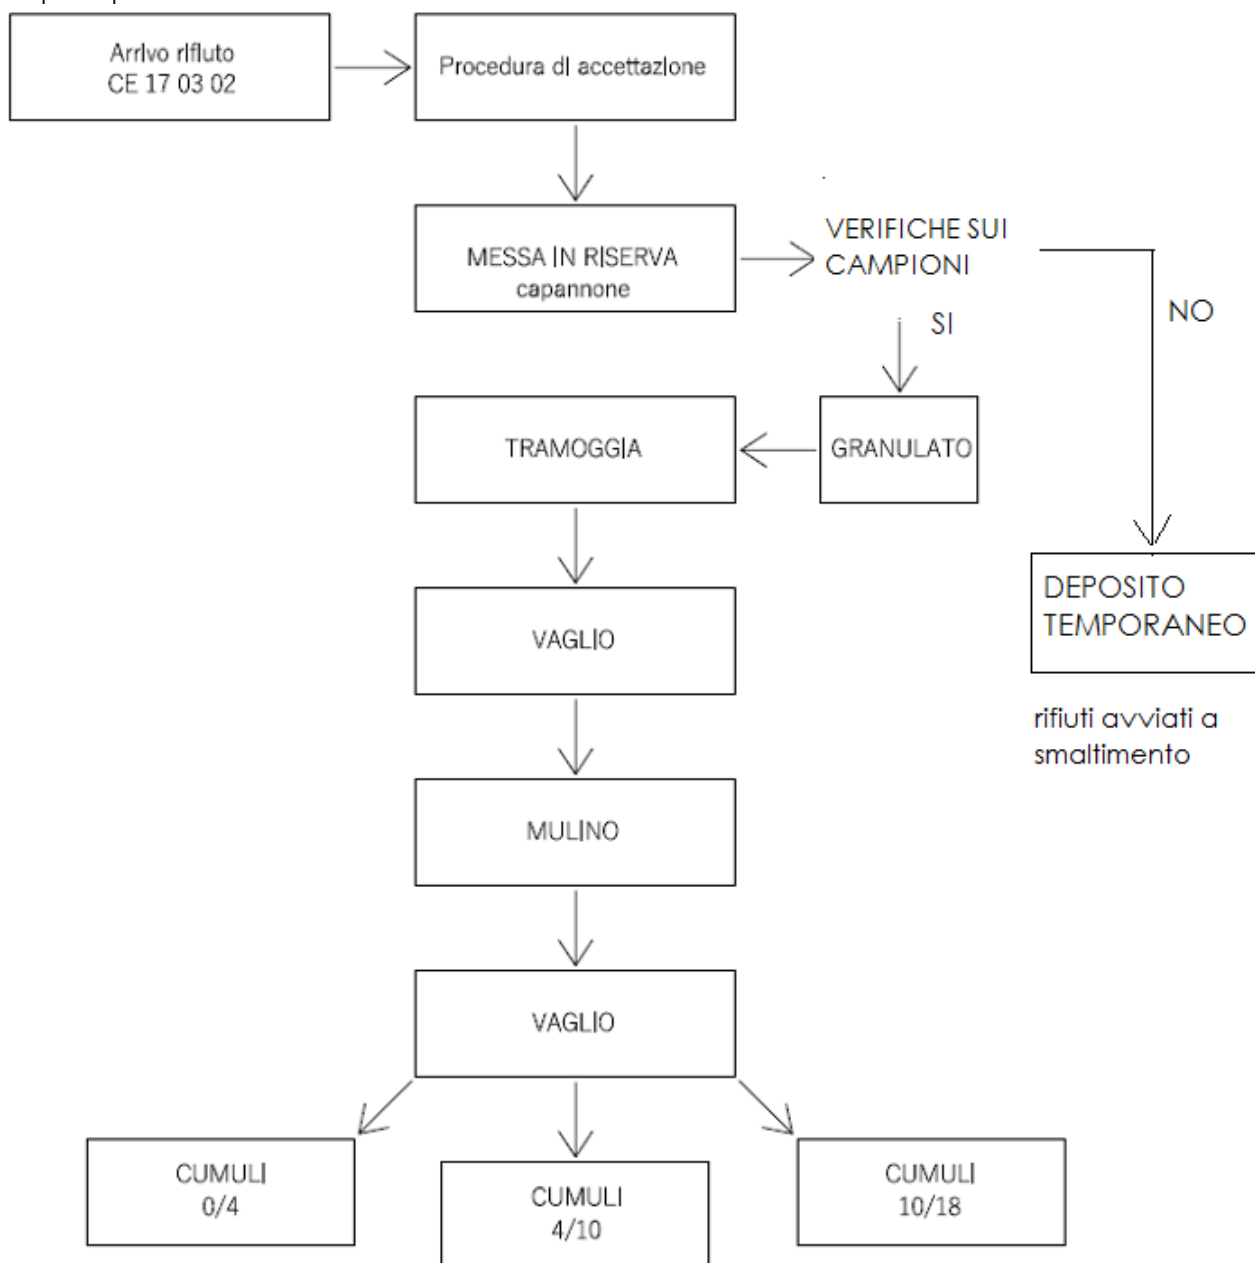 Arrivo rifiuto
CE 17 03 02
Procedura di accettazione
MESSA IN RISERVA
capannone
VERIFICHE SUI
CAMPIONI
SI
NO
TRAMOGGIA
GRANULATO
VAGLIO
DEPOSITO
TEMPORANEO
rifiuti avviati a
smaltimento
MULINO
VAGLIO
CUMULI
0/4
CUMULI
4/10
CUMULI
10/18